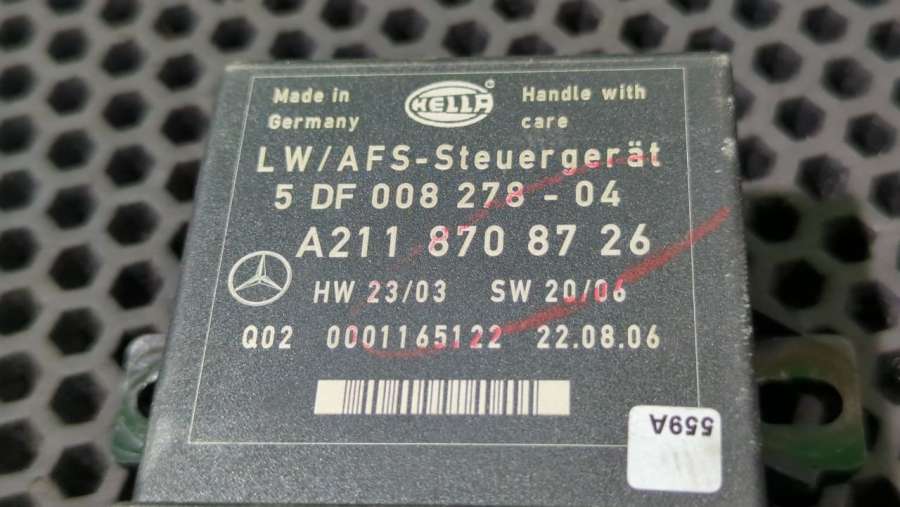 Made in
Germany
HELLA
Handle with
care
LW/AFS-Steuergerät
5 DF 008 278 - 04
A211 870 87 26
HW 23/03 SW 20/06
Q02 0001165122 22.08.06
559A